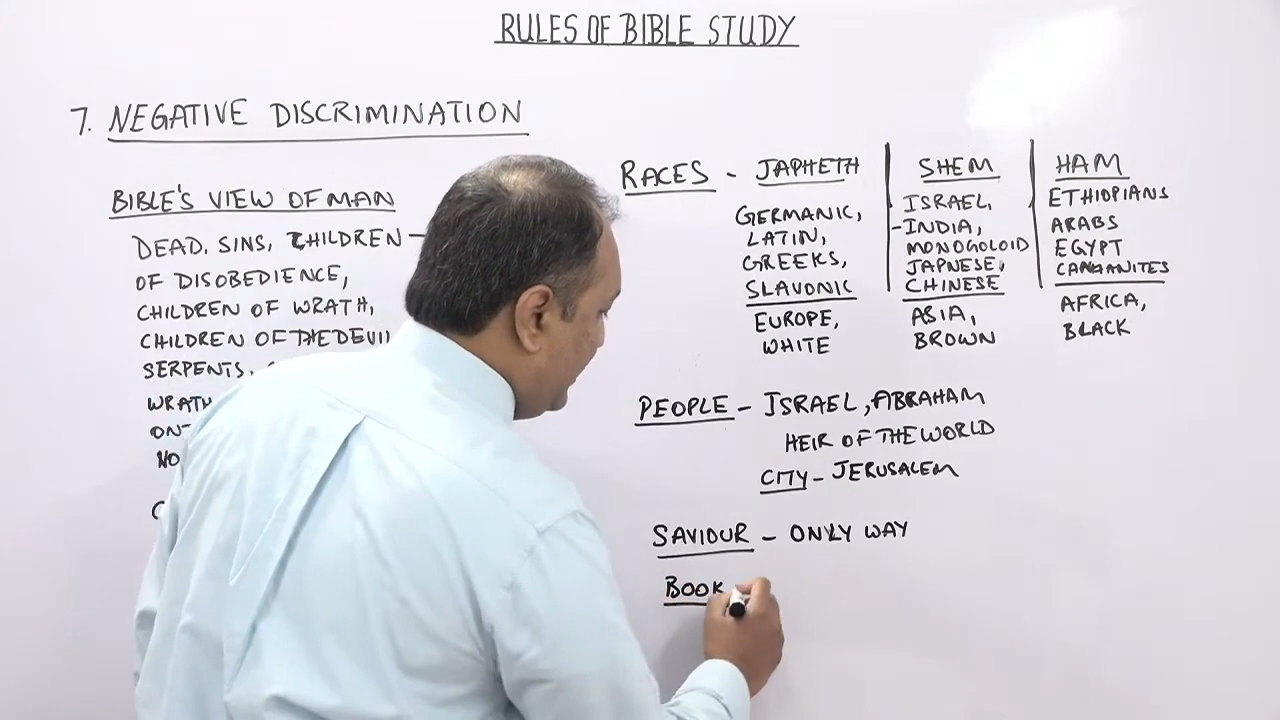 RULES OF BIBLE STUDY
7. NEGATIVE DISCRIMINATION
BIBLE'S VIEW OF MAN
DEAD. SINS, CHILDREN -
OF DISOBEDIENCE,
CHILDREN OF WRATH,
CHILDREN OF THE DEVIL
SERPENTS.
WRATH
NO
RACES - JAPHETH
GERMANIC,
LATIN,
GREEKS,
SLAVONIC
EUROPE,
WHITE
SHEM
ISRAEL,
-INDIA,
MONOGOLOID
JAPNESE,
CHINESE
ASIA,
BROWN
HAM
ETHIOPIANS
ARABS
EGYPT
CANAANITES
AFRICA,
BLACK
PEOPLE - ISRAEL, ABRAHAM
HEIR OF THE WORLD
CITY - JERUSALEM
SAVIOUR - ONLY WAY
BOOK